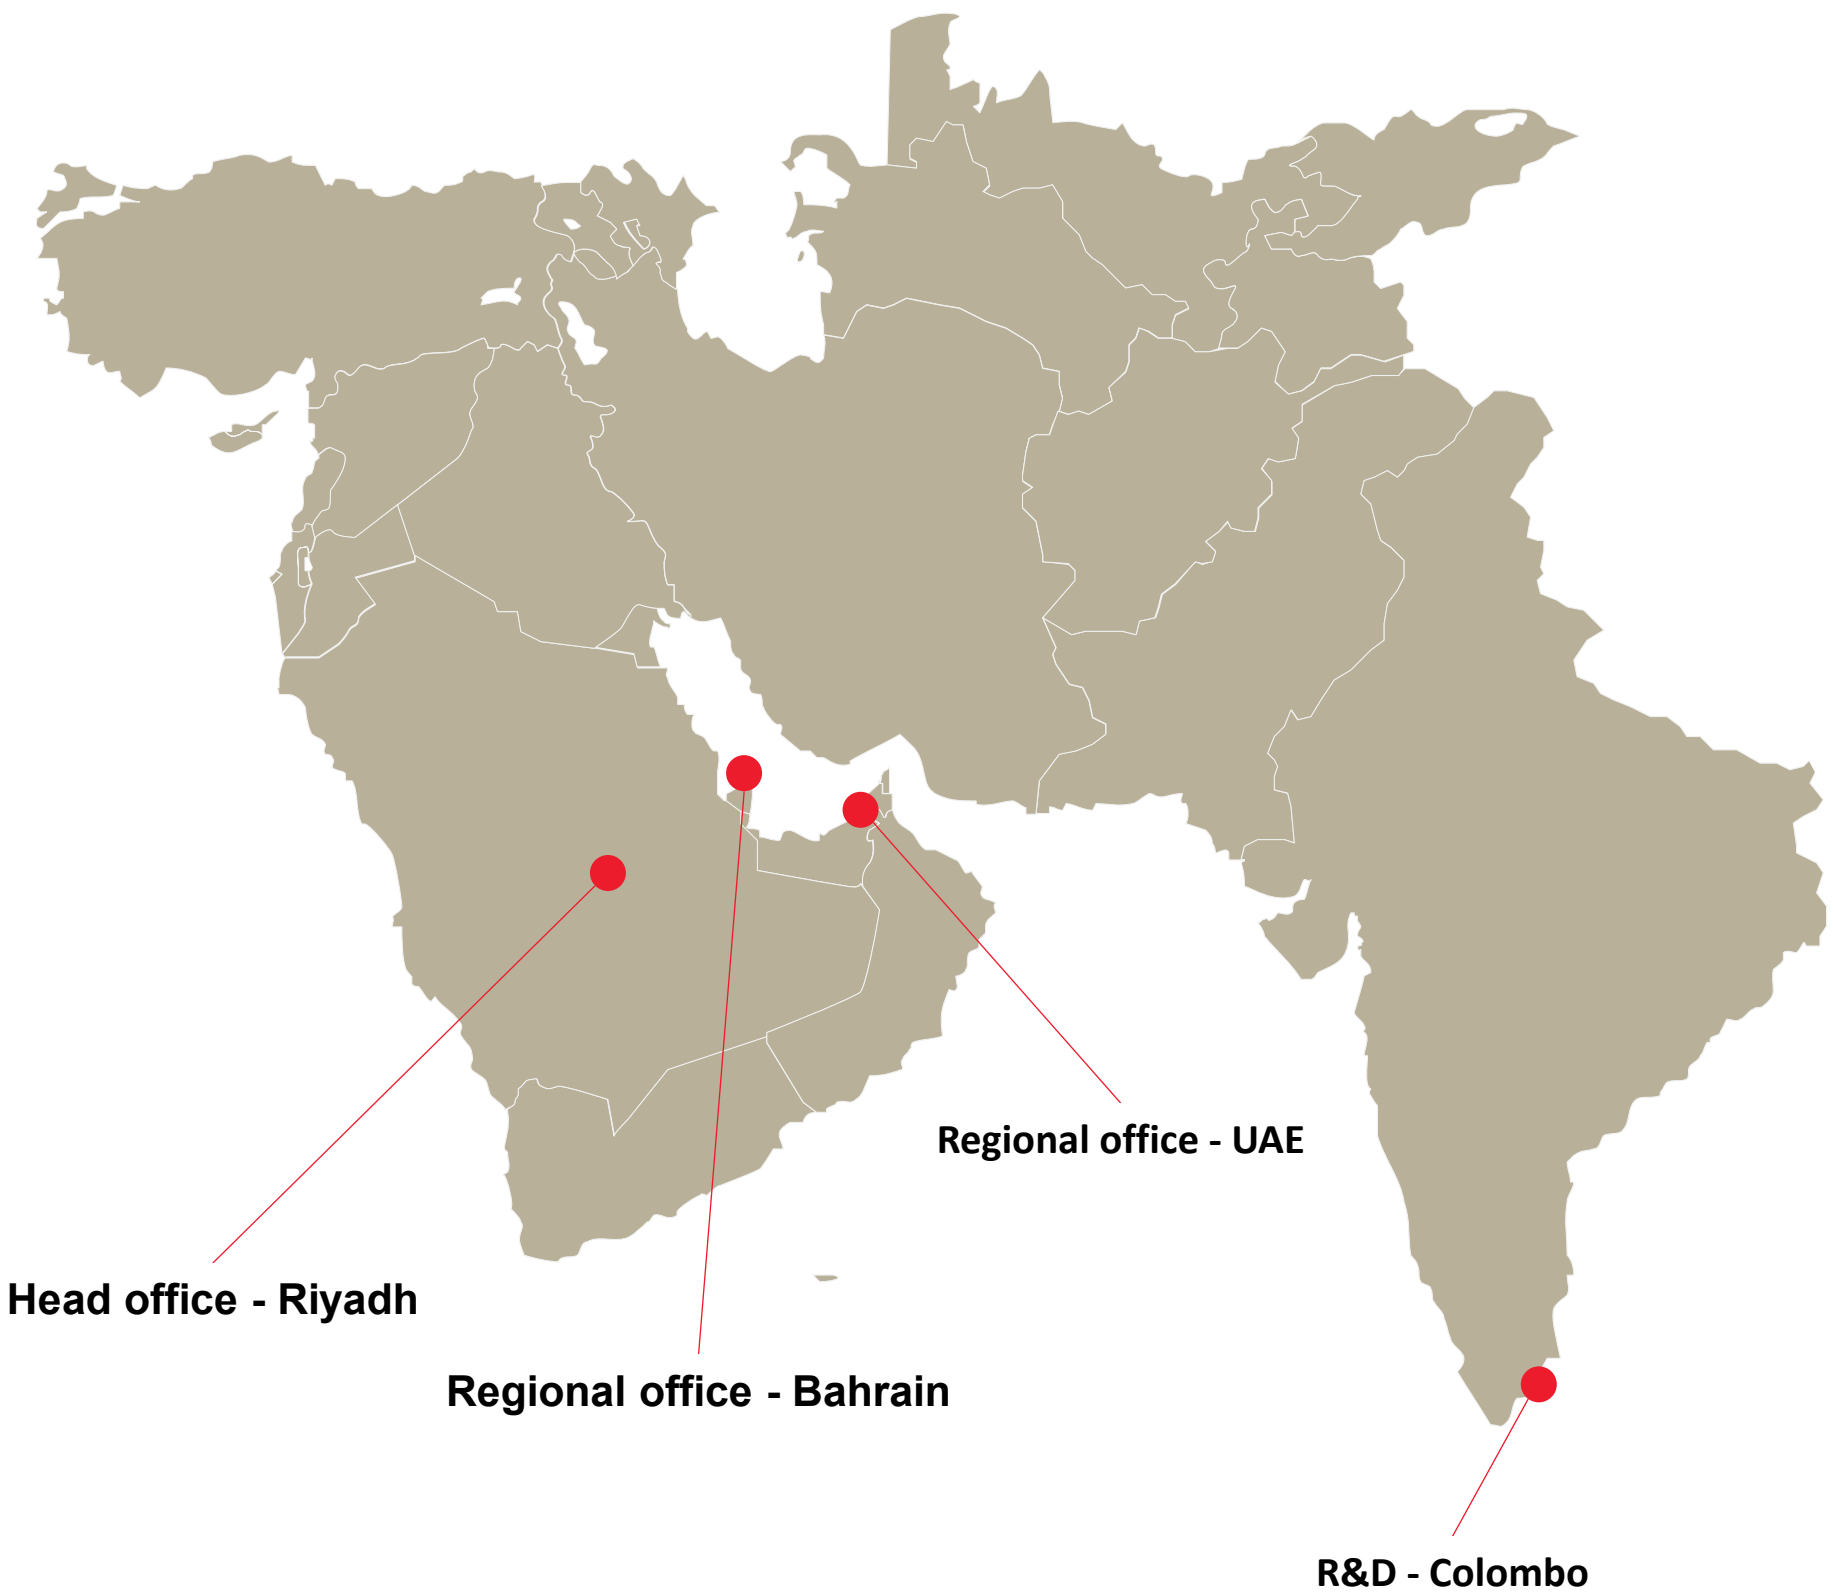 Regional office - UAE
Head office - Riyadh
Regional office - Bahrain
R&D - Colombo